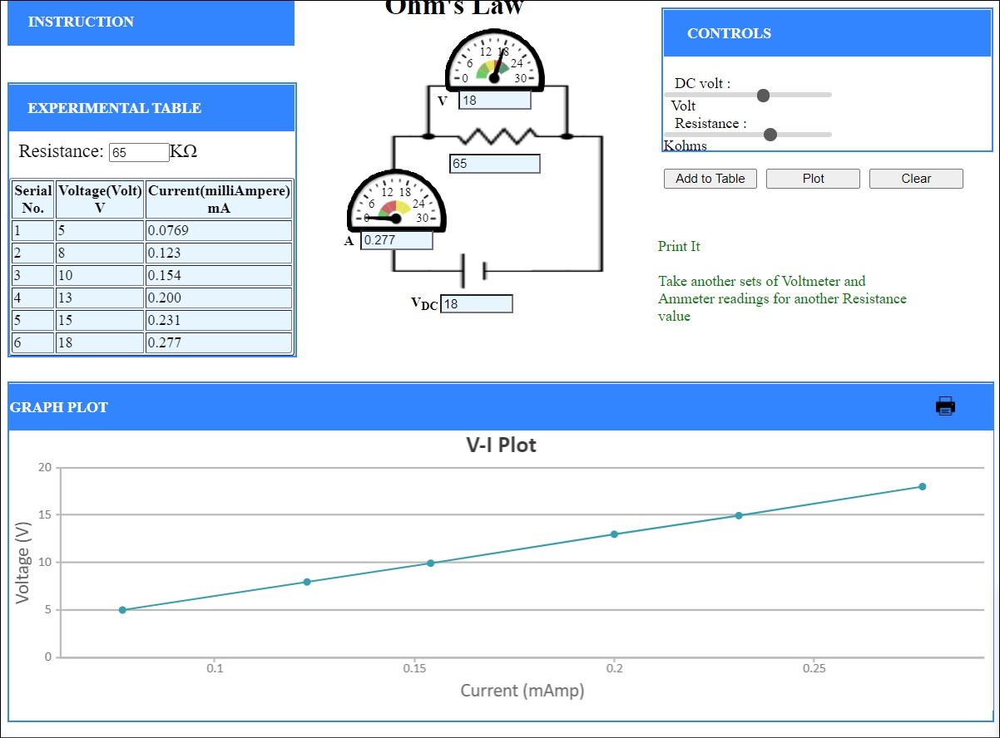 Ohm's Law
INSTRUCTION
CONTROLS
DC volt :
Volt
Resistance :
Kohms
Add to Table Plot Clear
Print It
Take another sets of Voltmeter and
Ammeter readings for another Resistance
value
EXPERIMENTAL TABLE
Resistance: 65 KΩ
Serial No. Voltage(Volt) V Current(milliAmpere) mA
1 5 0.0769
2 8 0.123
3 10 0.154
4 13 0.200
5 15 0.231
6 18 0.277
0 6 12 18 24 30
V 18
65
0 6 12 18 24 30
A 0.277
VDC 18
GRAPH PLOT
V-I Plot
Voltage (V)
20
15
10
5
0
0.1 0.15 0.2 0.25
Current (mAmp)